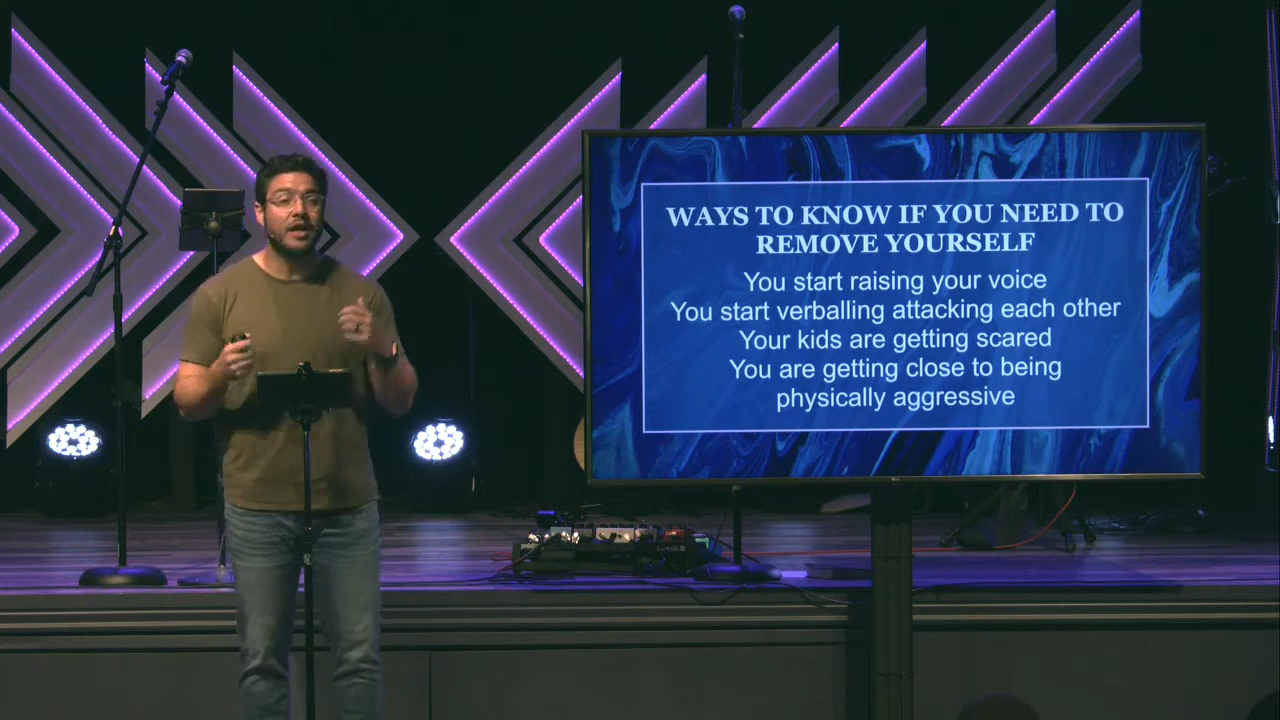 WAYS TO KNOW IF YOU NEED TO
REMOVE YOURSELF
You start raising your voice
You start verballing attacking each other
Your kids are getting scared
You are getting close to being
physically aggressive